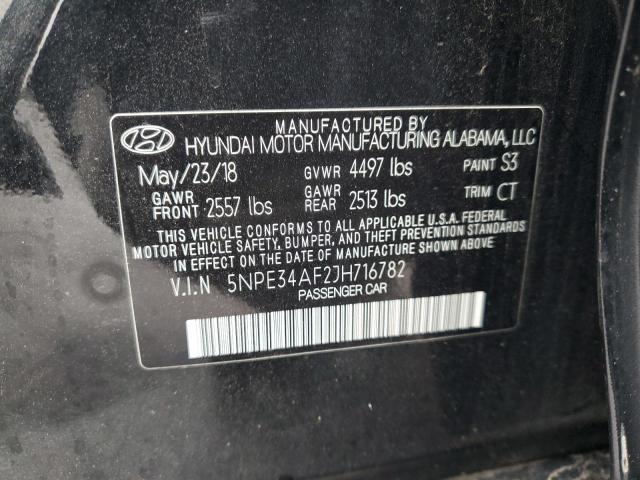 MANUFACTURED BY
HYUNDAI MOTOR MANUFACTURING ALABAMA, LLC
May/23/18 GVWR 4497 lbs PAINT S3
GAWR FRONT 2557 lbs GAWR REAR 2513 lbs TRIM CT
THIS VEHICLE CONFORMS TO ALL APPLICABLE U.S.A. FEDERAL
MOTOR VEHICLE SAFETY, BUMPER, AND THEFT PREVENTION STANDARDS
IN EFFECT ON THE DATE OF MANUFACTURE SHOWN ABOVE.
V.I.N 5NPE34AF2JH716782
PASSENGER CAR